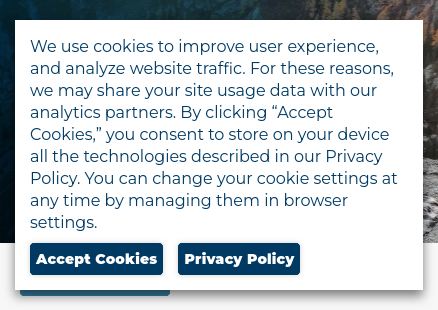 We use cookies to improve user experience,
and analyze website traffic. For these reasons,
we may share your site usage data with our
analytics partners. By clicking “Accept
Cookies,” you consent to store on your device
all the technologies described in our Privacy
Policy. You can change your cookie settings at
any time by managing them in browser
settings.
Accept Cookies
Privacy Policy